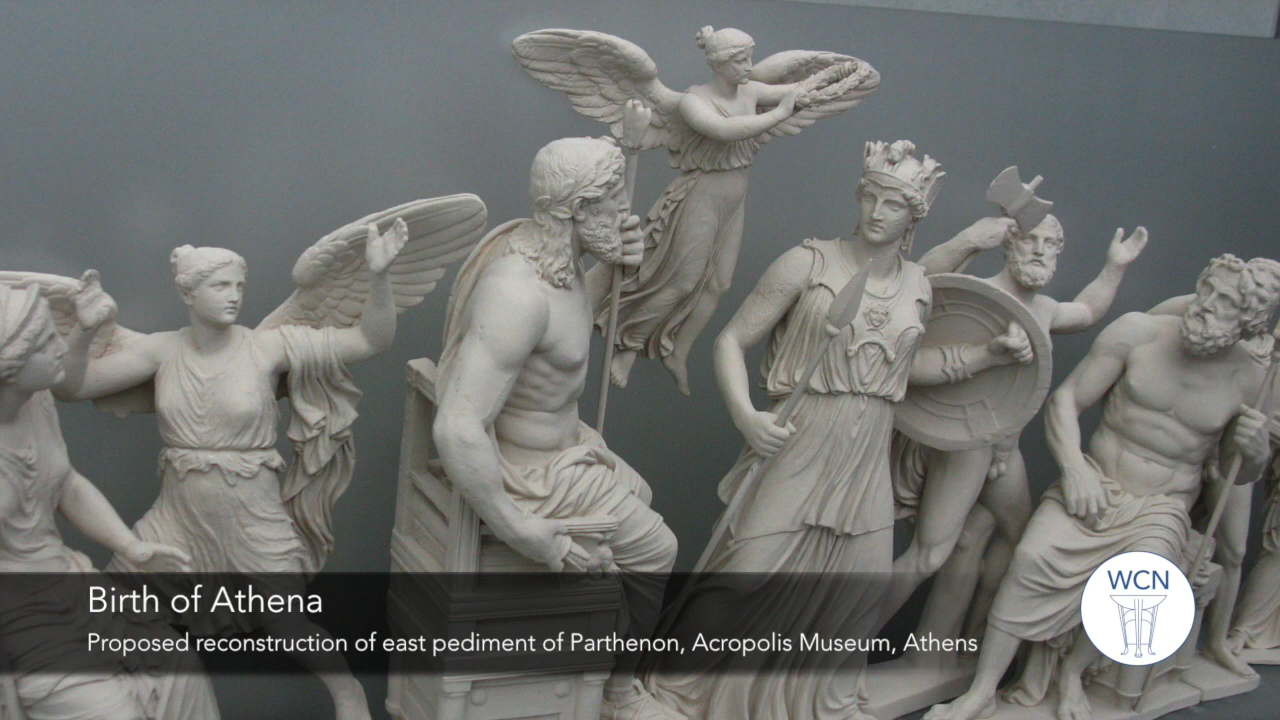 Birth of Athena
Proposed reconstruction of east pediment of Parthenon, Acropolis Museum, Athens
WCN